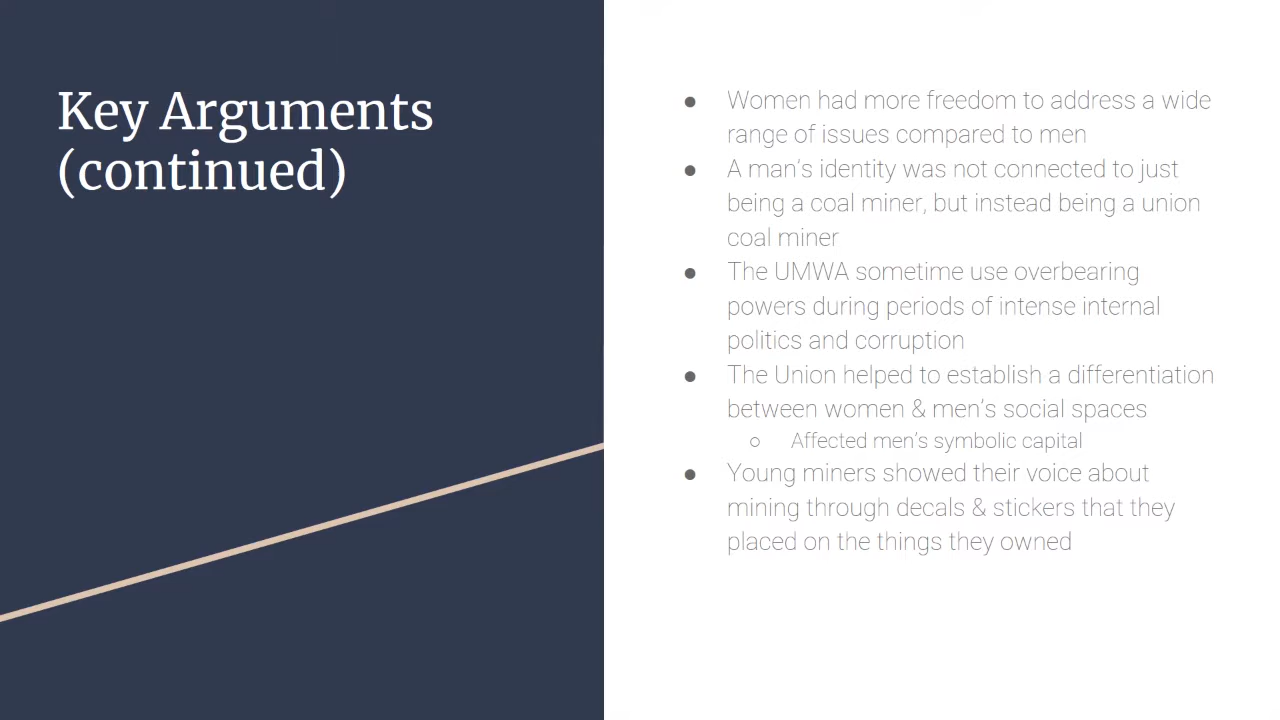 Key Arguments
(continued)
● Women had more freedom to address a wide
range of issues compared to men
● A man's identity was not connected to just
being a coal miner, but instead being a union
coal miner
● The UMWA sometime use overbearing
powers during periods of intense internal
politics and corruption
● The Union helped to establish a differentiation
between women & men's social spaces
○ Affected men's symbolic capital
● Young miners showed their voice about
mining through decals & stickers that they
placed on the things they owned